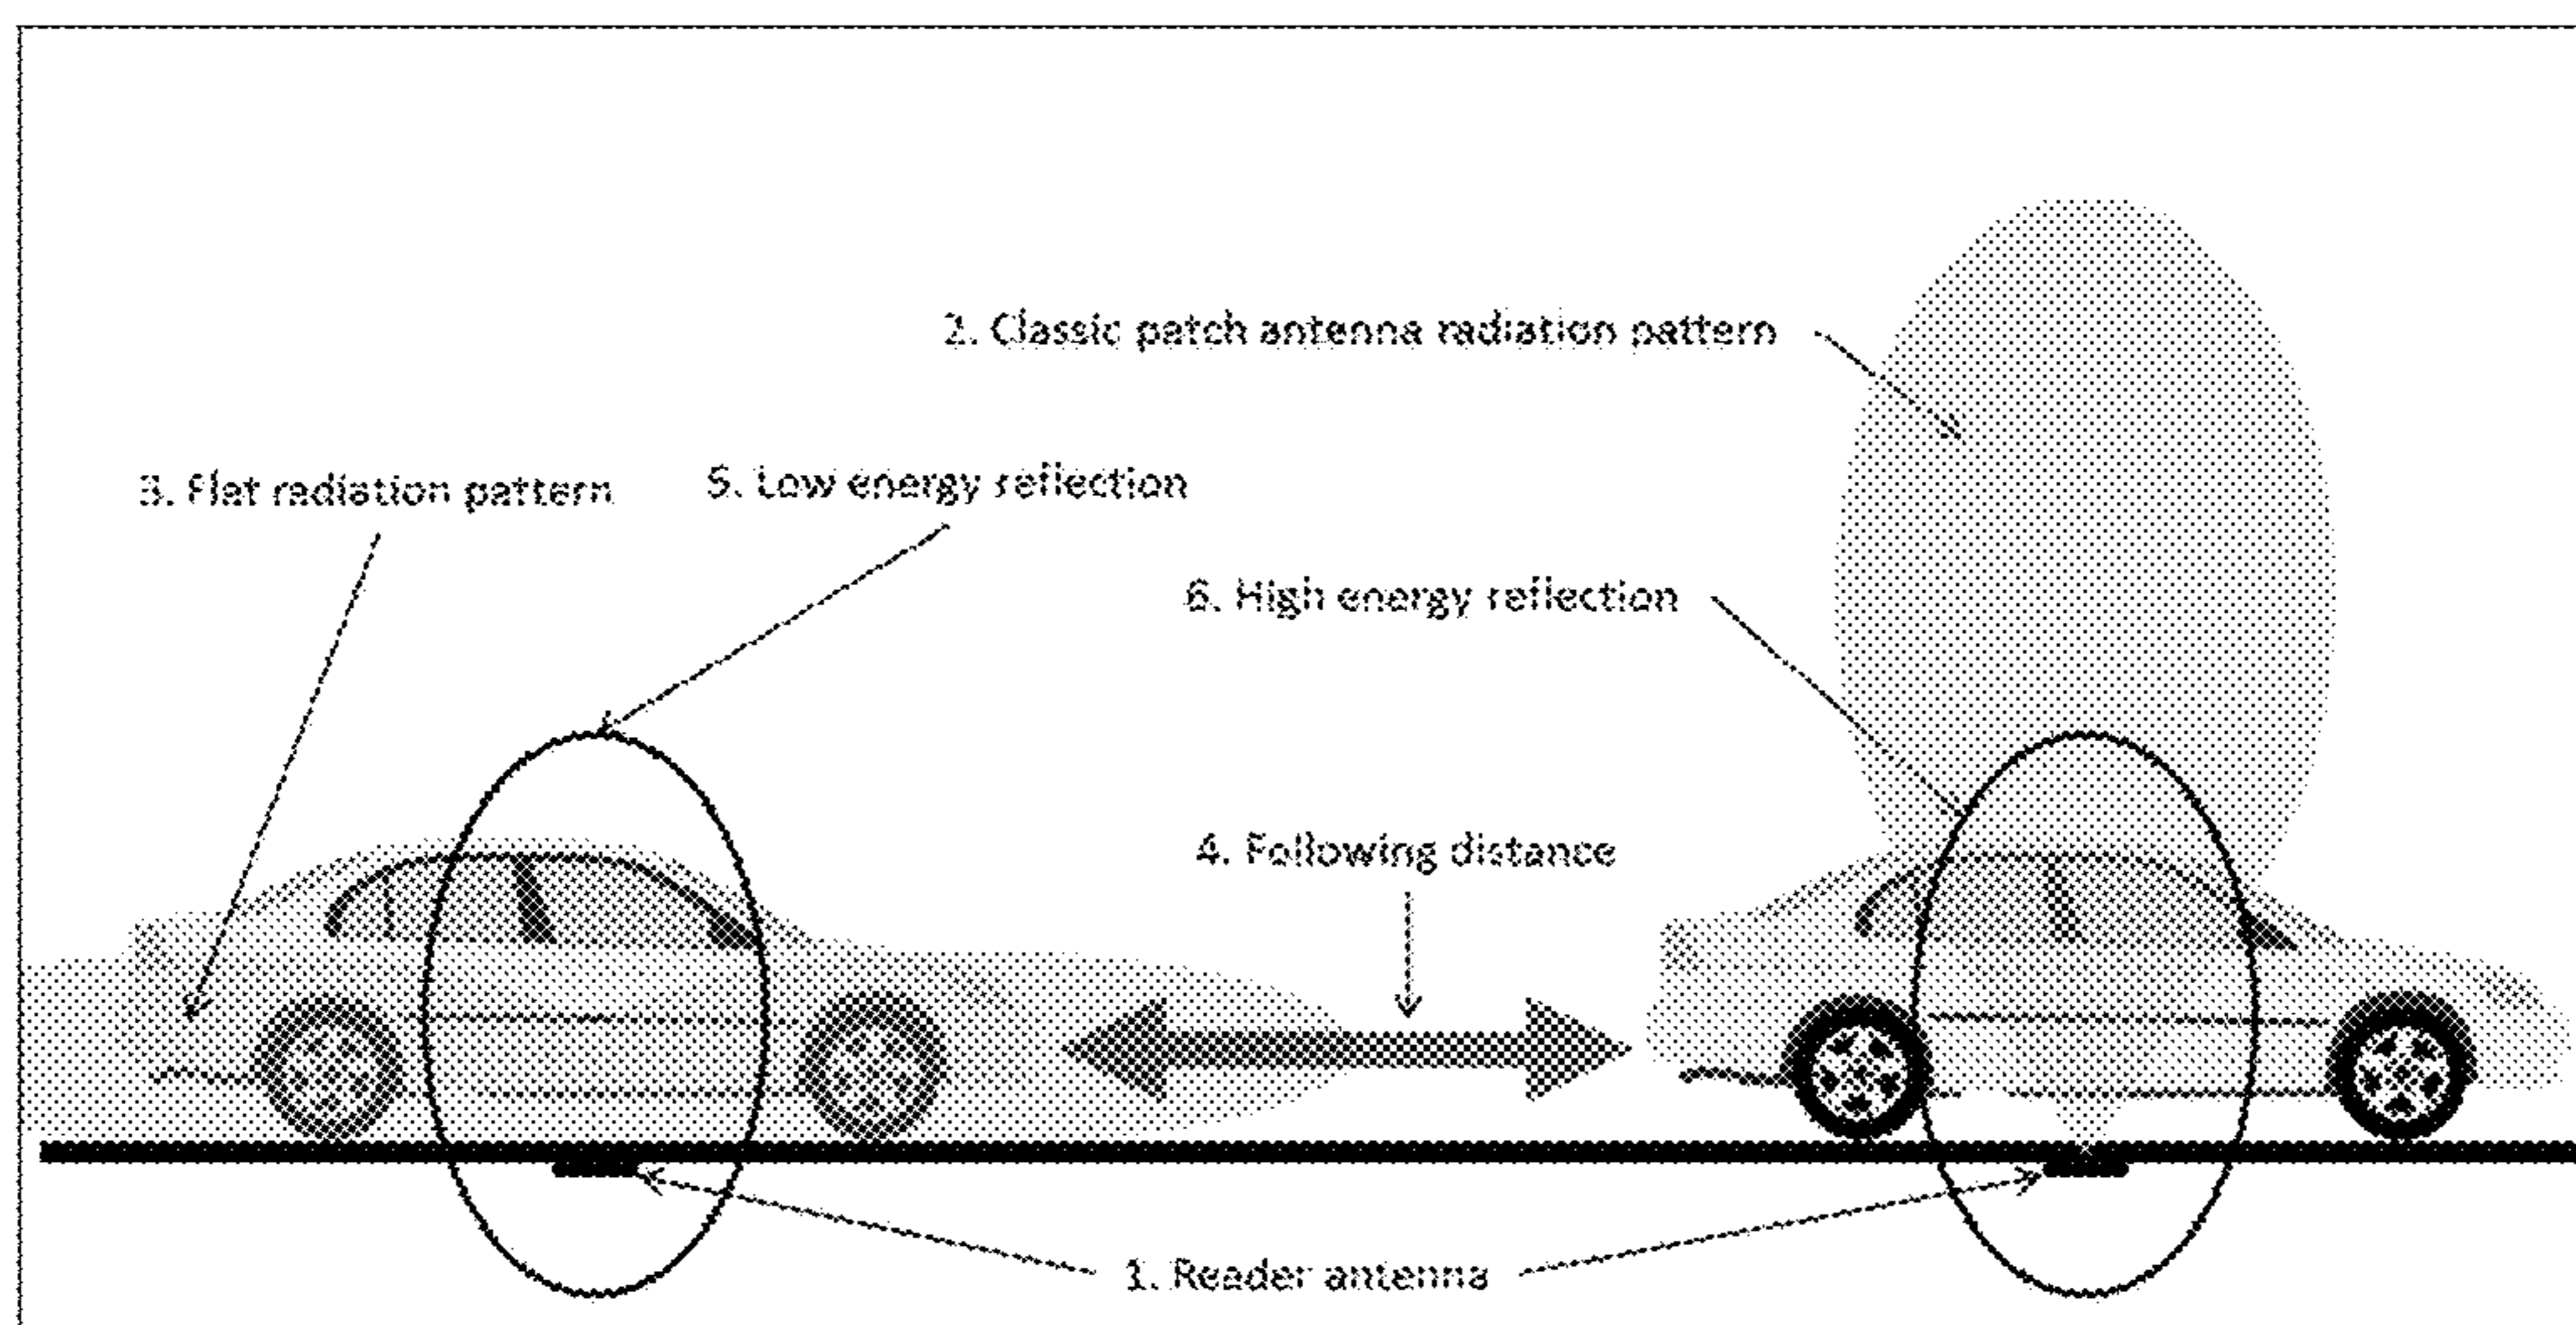 2. Classic patch antenna radiation pattern
3. Flat radiation pattern
5. Low energy reflection
6. High energy reflection
4. Following distance
1. Reader antenna